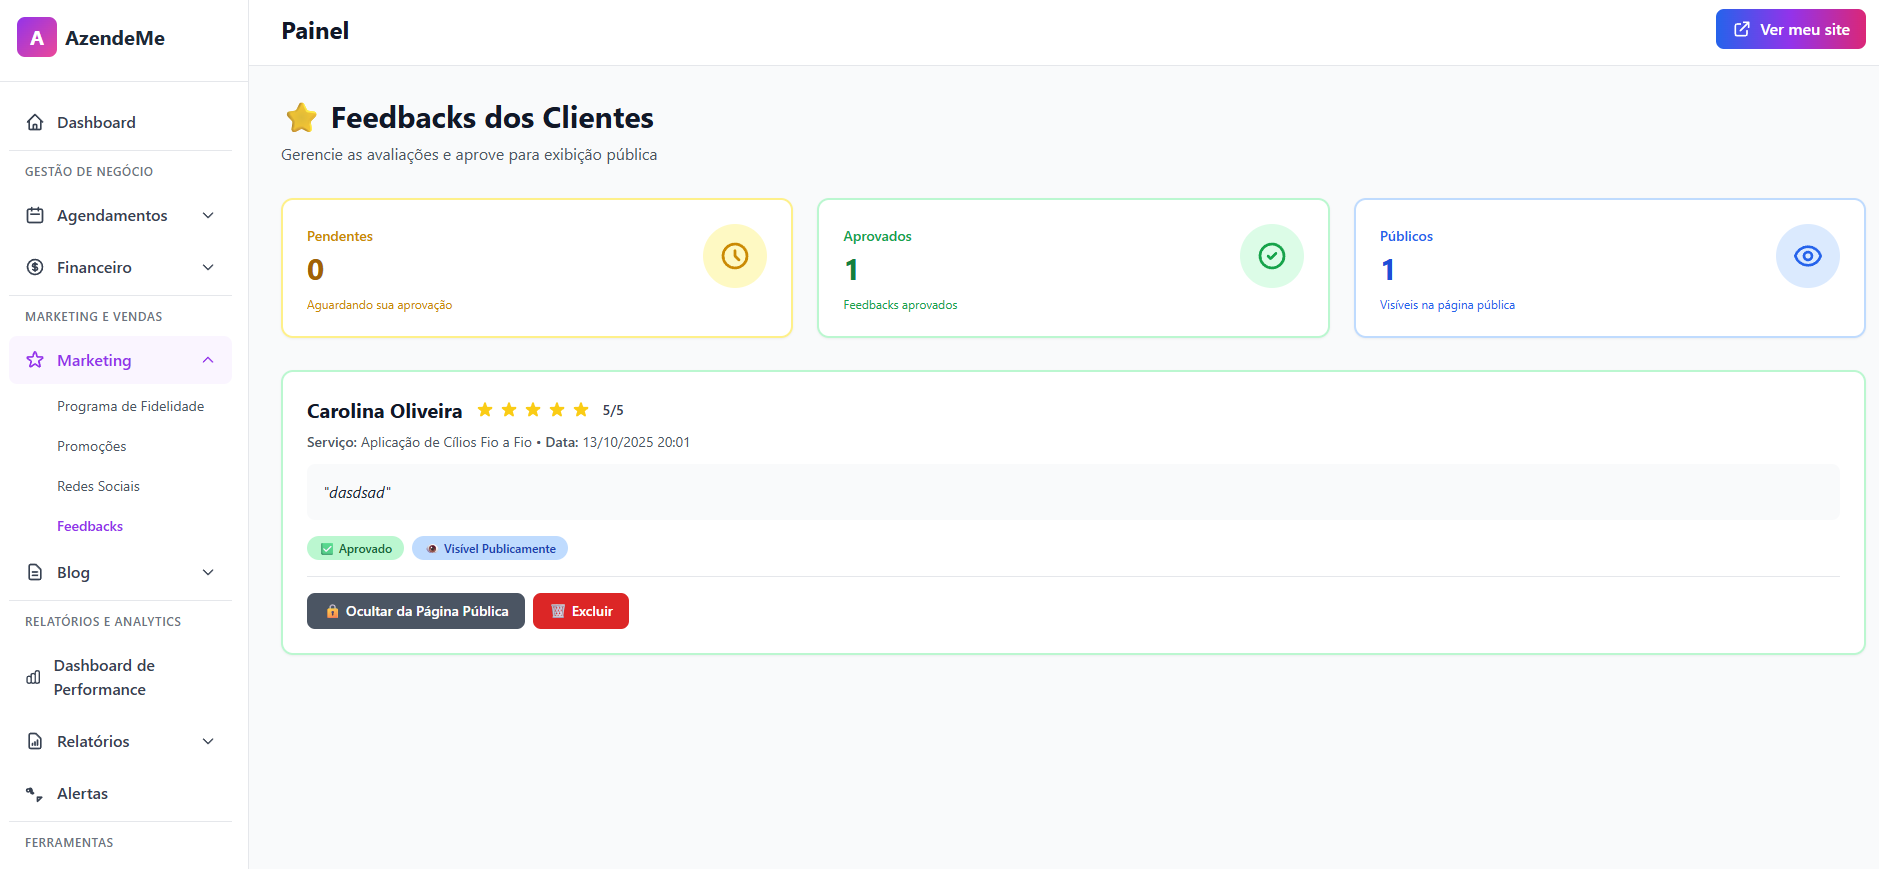 A AzendeMe
Dashboard
GESTÃO DE NEGÓCIO
Agendamentos
Financeiro
MARKETING E VENDAS
Marketing
Programa de Fidelidade
Promoções
Redes Sociais
Feedbacks
Blog
RELATÓRIOS E ANALYTICS
Dashboard de
Performance
Relatórios
Alertas
FERRAMENTAS
Painel
Ver meu site
Feedbacks dos Clientes
Gerencie as avaliações e aprove para exibição pública
Pendentes
0
Aguardando sua aprovação
Aprovados
1
Feedbacks aprovados
Públicos
1
Visíveis na página pública
Carolina Oliveira 5/5
Serviço: Aplicação de Cílios Fio a Fio • Data: 13/10/2025 20:01
"dasdsad"
Aprovado Visível Publicamente
Ocultar da Página Pública Excluir